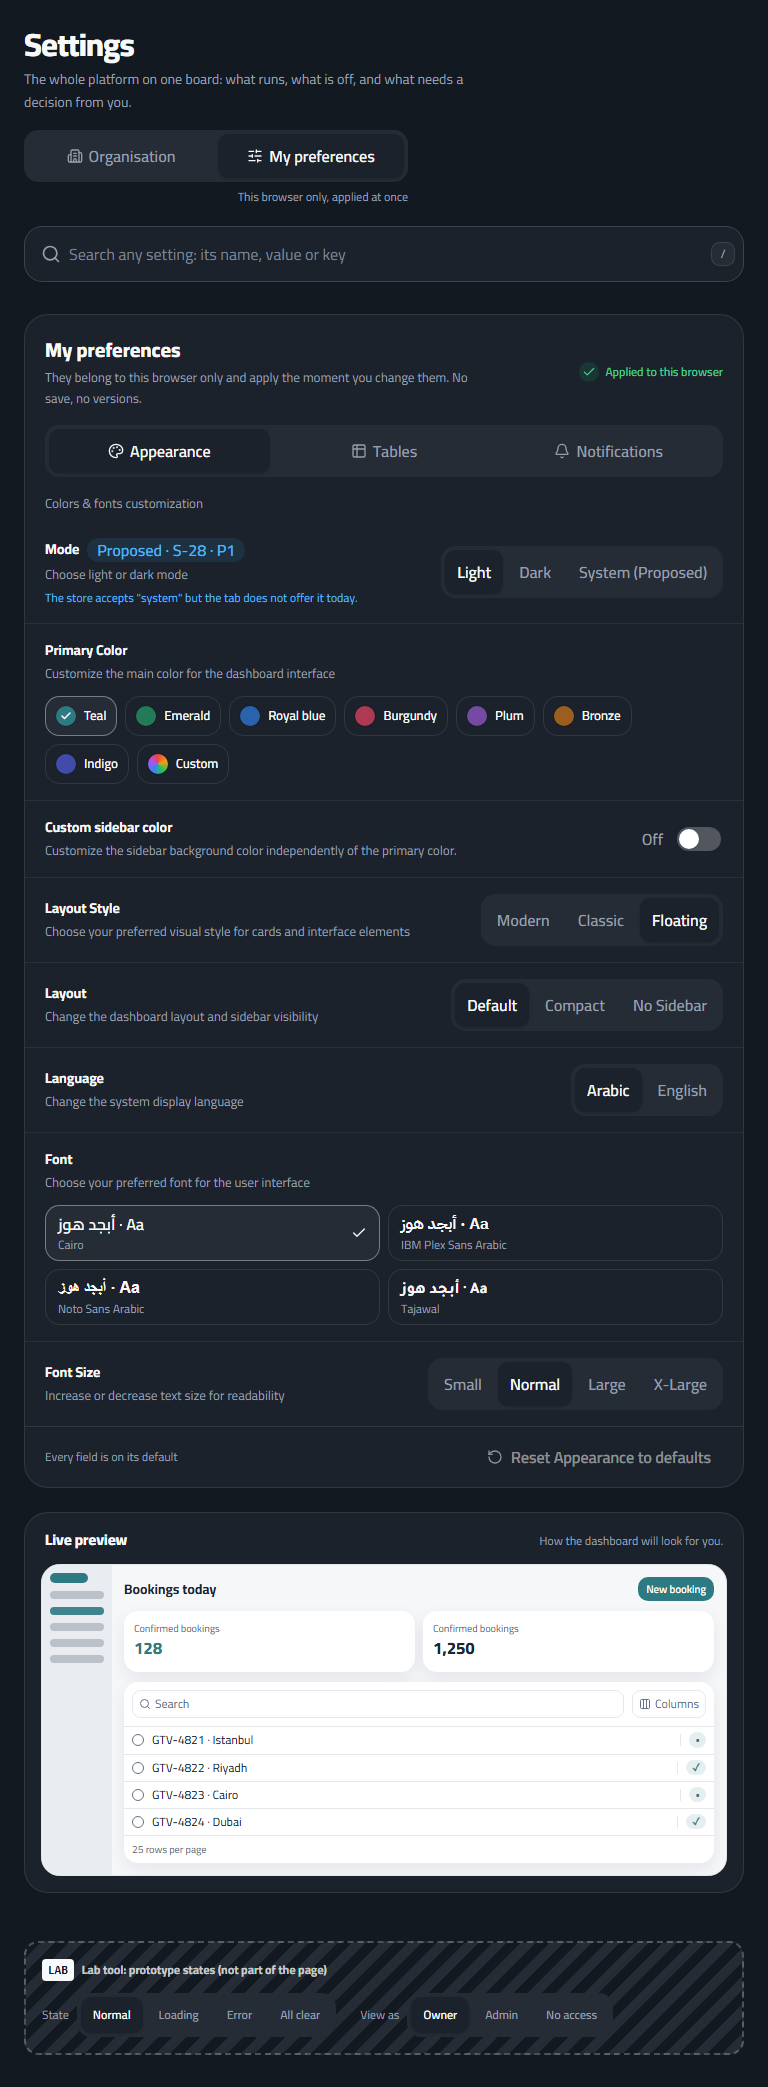 Settings
The whole platform on one board: what runs, what is off, and what needs a
decision from you.
Organisation
My preferences
This browser only, applied at once
Search any setting: its name, value or key
/
My preferences
They belong to this browser only and apply the moment you change them. No
save, no versions.
Applied to this browser
Appearance
Tables
Notifications
Colors & fonts customization
Mode
Proposed · S-28 · P1
Choose light or dark mode
The store accepts "system" but the tab does not offer it today.
Light
Dark
System (Proposed)
Primary Color
Customize the main color for the dashboard interface
Teal
Emerald
Royal blue
Burgundy
Plum
Bronze
Indigo
Custom
Custom sidebar color
Customize the sidebar background color independently of the primary color.
Off
Layout Style
Choose your preferred visual style for cards and interface elements
Modern
Classic
Floating
Layout
Change the dashboard layout and sidebar visibility
Default
Compact
No Sidebar
Language
Change the system display language
Arabic
English
Font
Choose your preferred font for the user interface
أبجد هوز · Aa
Cairo
أبجد هوز · Aa
IBM Plex Sans Arabic
أبجد هوز · Aa
Noto Sans Arabic
أبجد هوز · Aa
Tajawal
Font Size
Increase or decrease text size for readability
Small
Normal
Large
X-Large
Every field is on its default
Reset Appearance to defaults
Live preview
How the dashboard will look for you.
Bookings today
New booking
Confirmed bookings
128
Confirmed bookings
1,250
Search
Columns
GTV-4821 · Istanbul
GTV-4822 · Riyadh
GTV-4823 · Cairo
GTV-4824 · Dubai
25 rows per page
LAB
Lab tool: prototype states (not part of the page)
State
Normal
Loading
Error
All clear
View as
Owner
Admin
No access